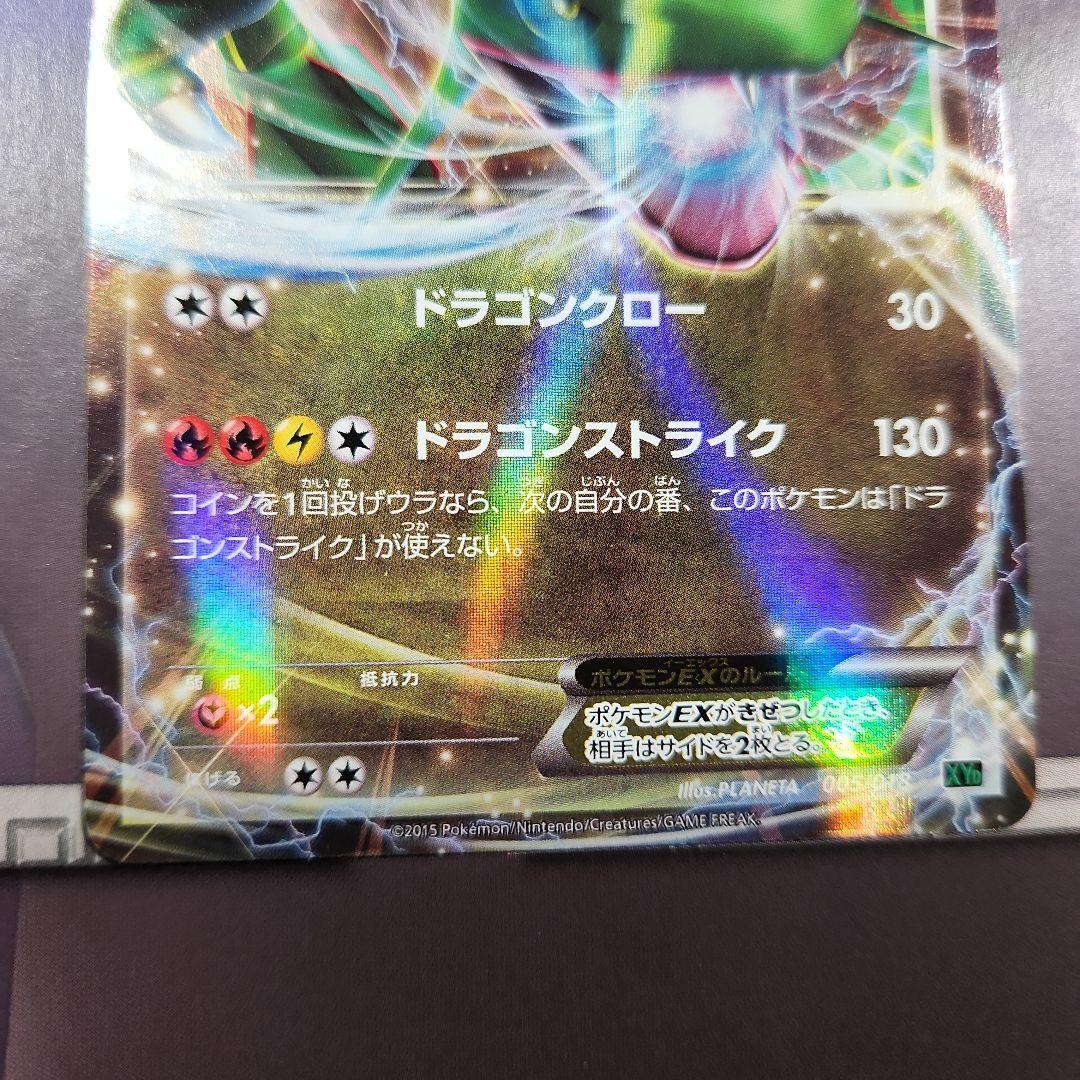 ドラゴンクロー 30
ドラゴンストライク 130
コインを1回投げウラなら、次の自分の番、このポケモンは「ドラ
ゴンストライク」が使えない。
弱点 抵抗力
×2
にげる
ポケモンEXのルール
ポケモンEXがきぜつしたとき、
相手はサイドを2枚とる。
illus.PLANETA 005/018
©2015 Pokémon/Nintendo/Creatures/GAME FREAK.